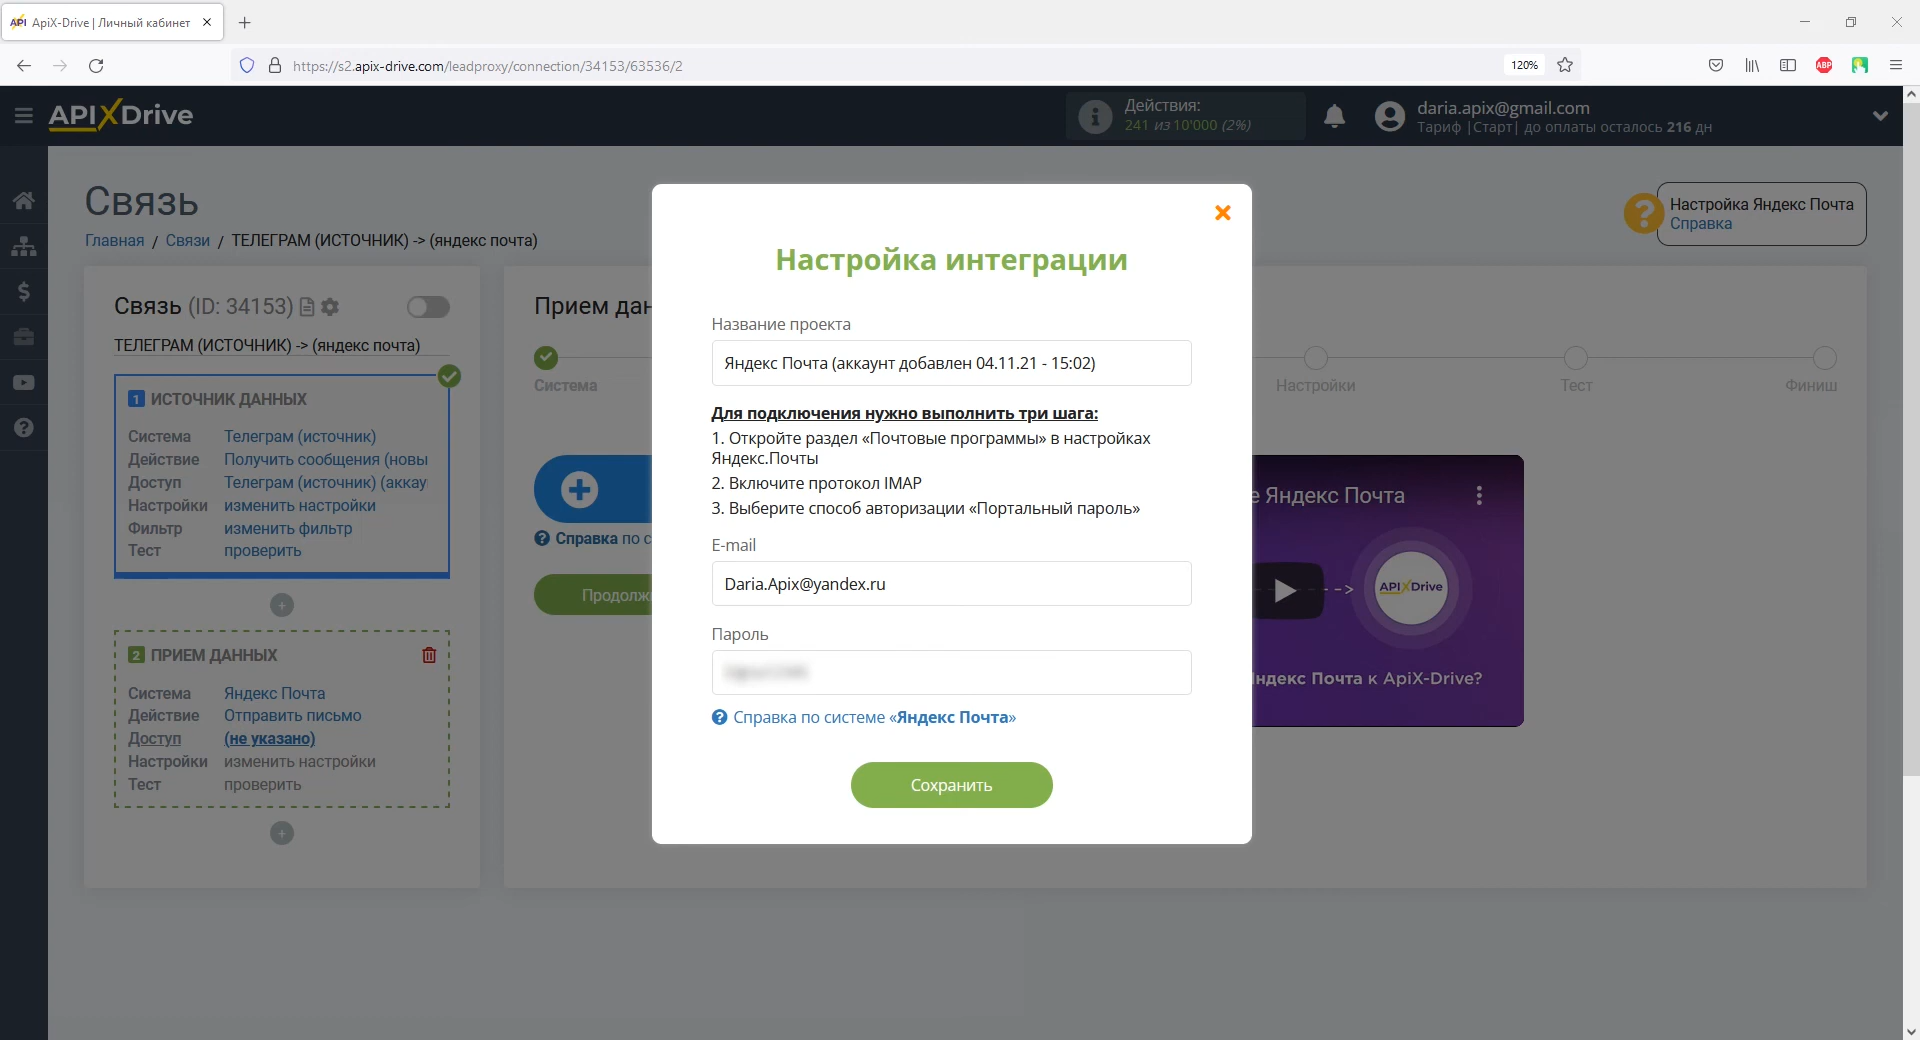 ApiX-Drive | Личный кабинет
https://s2.apix-drive.com/leadproxy/connection/34153/63536/2
120%
ABP
APIXDrive
Действия:
241 из 10'000 (2%)
daria.apix@gmail.com
Тариф |Старт| до оплаты осталось 216 дн
Связь
Главная / Связи / ТЕЛЕГРАМ (ИСТОЧНИК) -> (яндекс почта)
Настройка Яндекс Почта
Справка
Связь (ID: 34153)
ТЕЛЕГРАМ (ИСТОЧНИК) -> (яндекс почта)
1 ИСТОЧНИК ДАННЫХ
Система Телеграм (источник)
Действие Получить сообщения (новы
Доступ Телеграм (источник) (аккау
Настройки изменить настройки
Фильтр изменить фильтр
Тест проверить
2 ПРИЕМ ДАННЫХ
Система Яндекс Почта
Действие Отправить письмо
Доступ (не указано)
Настройки изменить настройки
Тест проверить
Прием дан
Система
Настройки
Тест
Финиш
Справка по с
Продолж
е Яндекс Почта
APIXDrive
ндекс Почта к ApiX-Drive?
Настройка интеграции
Название проекта
Яндекс Почта (аккаунт добавлен 04.11.21 - 15:02)
Для подключения нужно выполнить три шага:
1. Откройте раздел «Почтовые программы» в настройках
Яндекс.Почты
2. Включите протокол IMAP
3. Выберите способ авторизации «Портальный пароль»
E-mail
Daria.Apix@yandex.ru
Пароль
Справка по системе «Яндекс Почта»
Сохранить